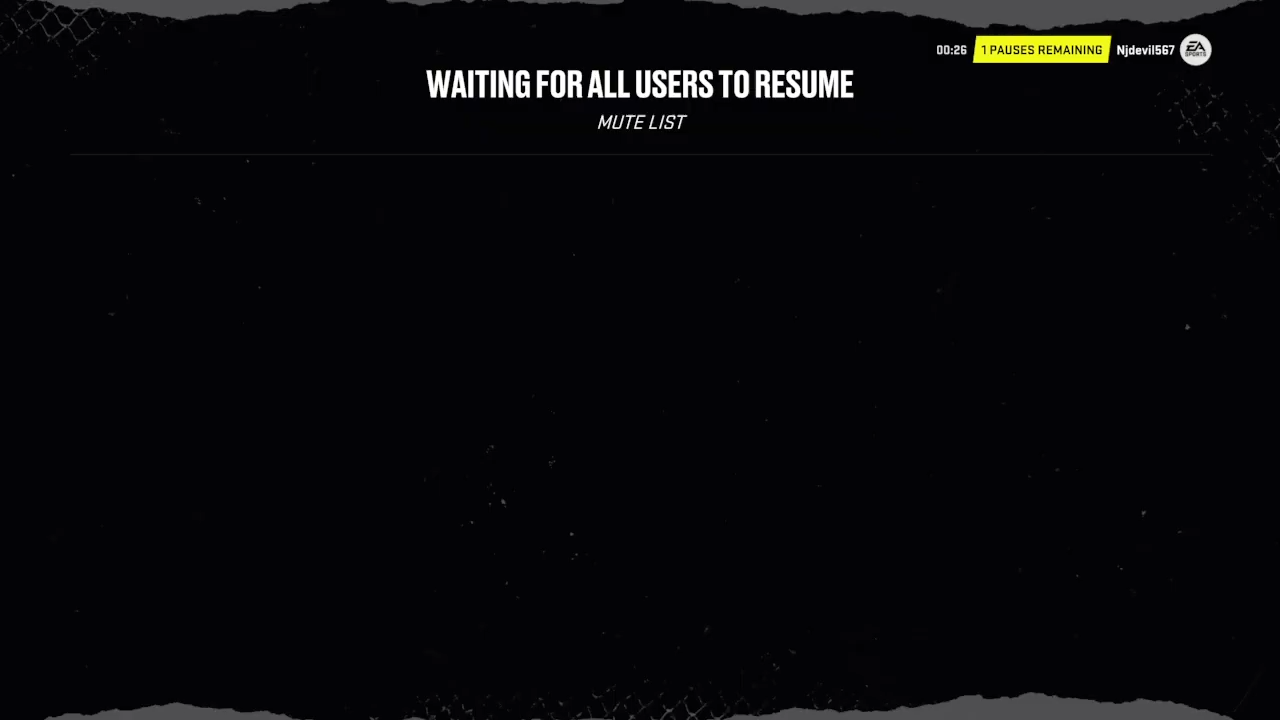 00:26 1 PAUSES REMAINING Njdevil567 EA SPORTS
WAITING FOR ALL USERS TO RESUME
MUTE LIST